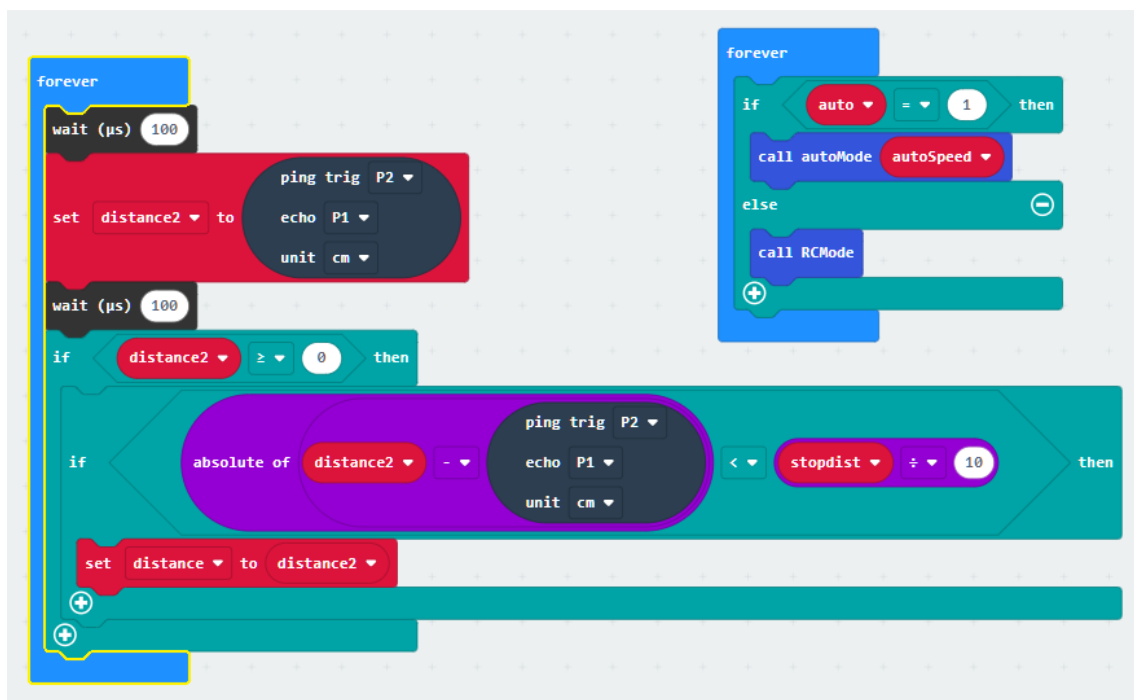 forever
wait (µs) 100
set distance2 to ping trig P2
echo P1
unit cm
wait (µs) 100
if distance2 ≥ 0 then
if absolute of distance2 - ping trig P2
echo P1
unit cm
< stopdist ÷ 10 then
set distance to distance2
forever
if auto = 1 then
call autoMode autoSpeed
else
call RCMode